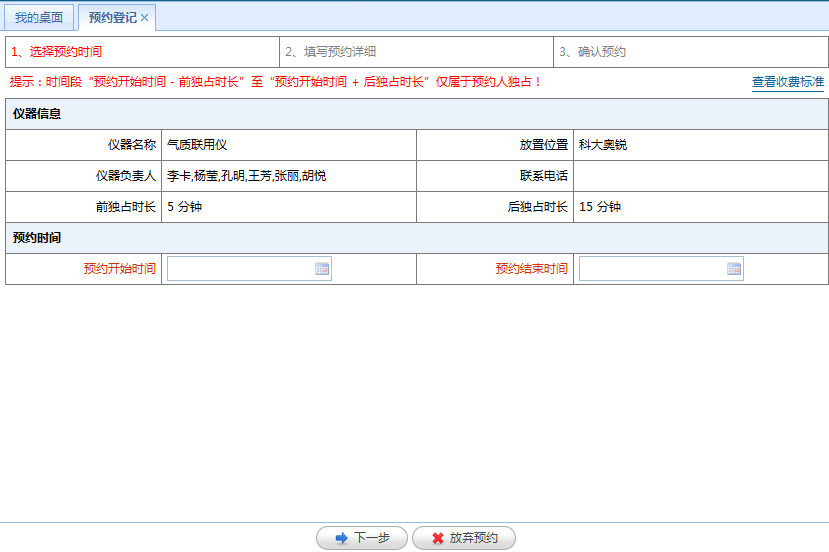 我的桌面 预约登记
1、选择预约时间 2、填写预约详细 3、确认预约
提示：时间段“预约开始时间 - 前独占时长”至“预约开始时间 + 后独占时长”仅属于预约人独占！ 查看收费标准
仪器信息
仪器名称 气质联用仪 放置位置 科大奥锐
仪器负责人 李卡,杨莹,孔明,王芳,张丽,胡悦 联系电话
前独占时长 5 分钟 后独占时长 15 分钟
预约时间
预约开始时间 预约结束时间
下一步 放弃预约